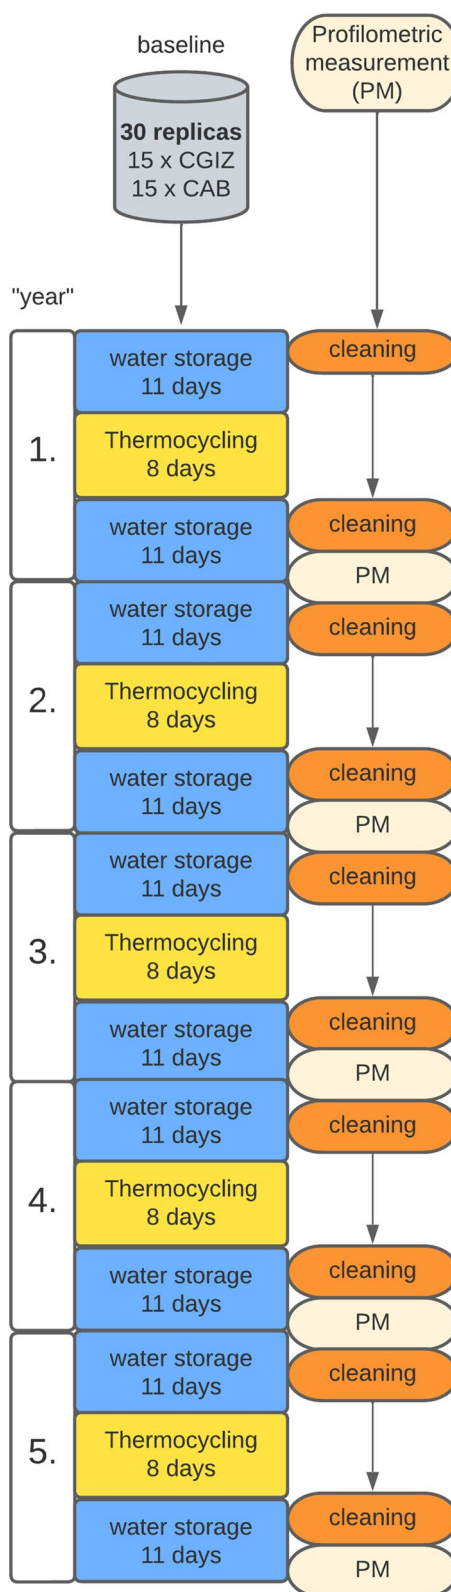 baseline
Profilometric
measurement
(PM)
30 replicas
15 x CGIZ
15 x CAB
"year"
1.
water storage
11 days
cleaning
Thermocycling
8 days
water storage
11 days
cleaning
PM
2.
water storage
11 days
cleaning
Thermocycling
8 days
water storage
11 days
cleaning
PM
3.
water storage
11 days
cleaning
Thermocycling
8 days
water storage
11 days
cleaning
PM
4.
water storage
11 days
cleaning
Thermocycling
8 days
water storage
11 days
cleaning
PM
5.
water storage
11 days
cleaning
Thermocycling
8 days
water storage
11 days
cleaning
PM